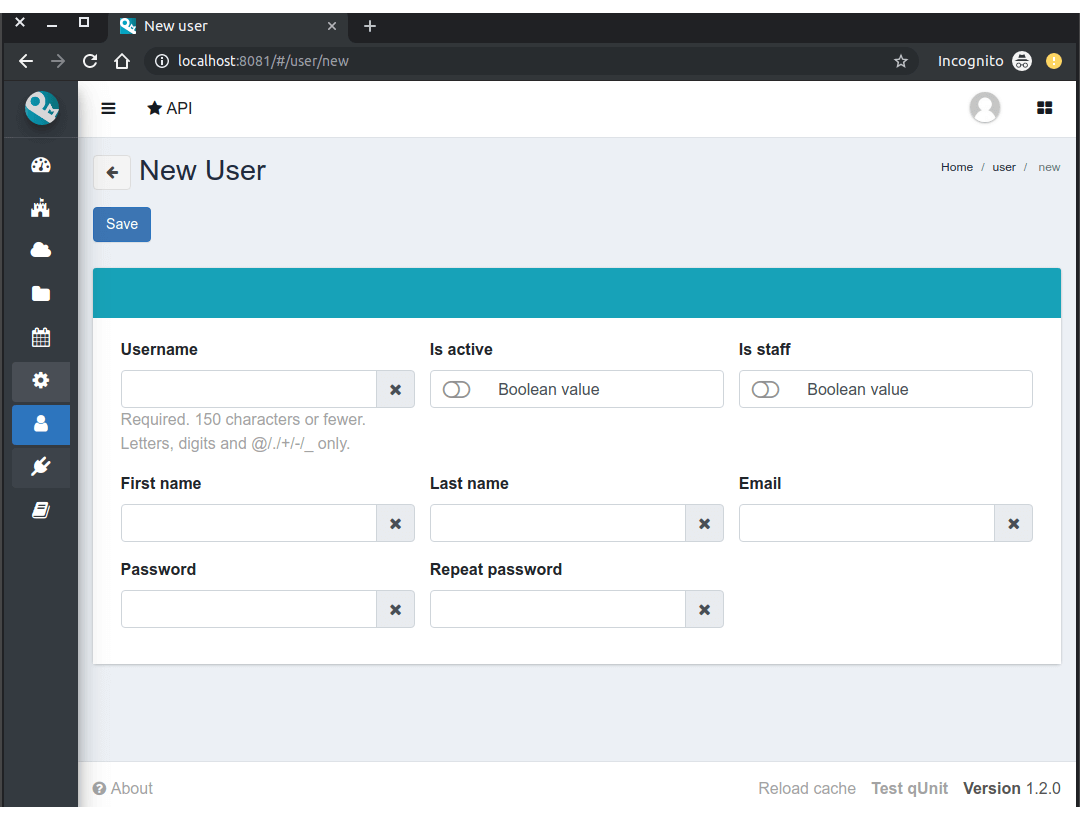 New user
localhost:8081/#/user/new
Incognito
API
New User
Home / user / new
Save
Username
Is active
Is staff
Boolean value
Boolean value
Required. 150 characters or fewer.
Letters, digits and @/./+/-/_ only.
First name
Last name
Email
Password
Repeat password
About
Reload cache
Test qUnit
Version 1.2.0